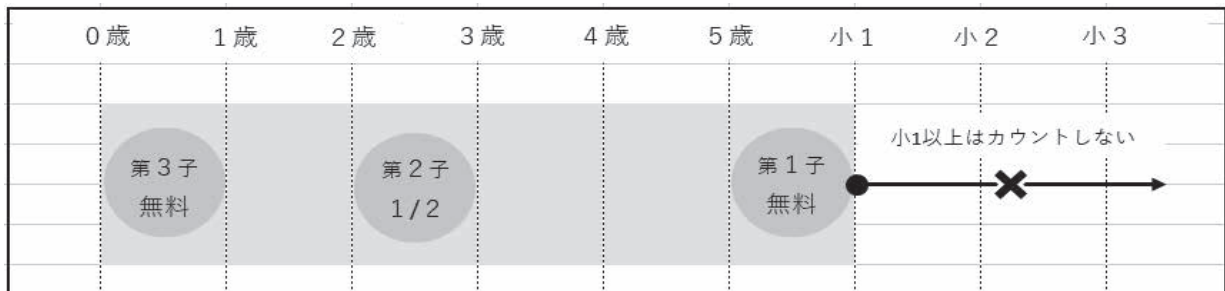 0歳 1歳 2歳 3歳 4歳 5歳 小1 小2 小3
小1以上はカウントしない
第3子
無料
第2子
1/2
第1子
無料